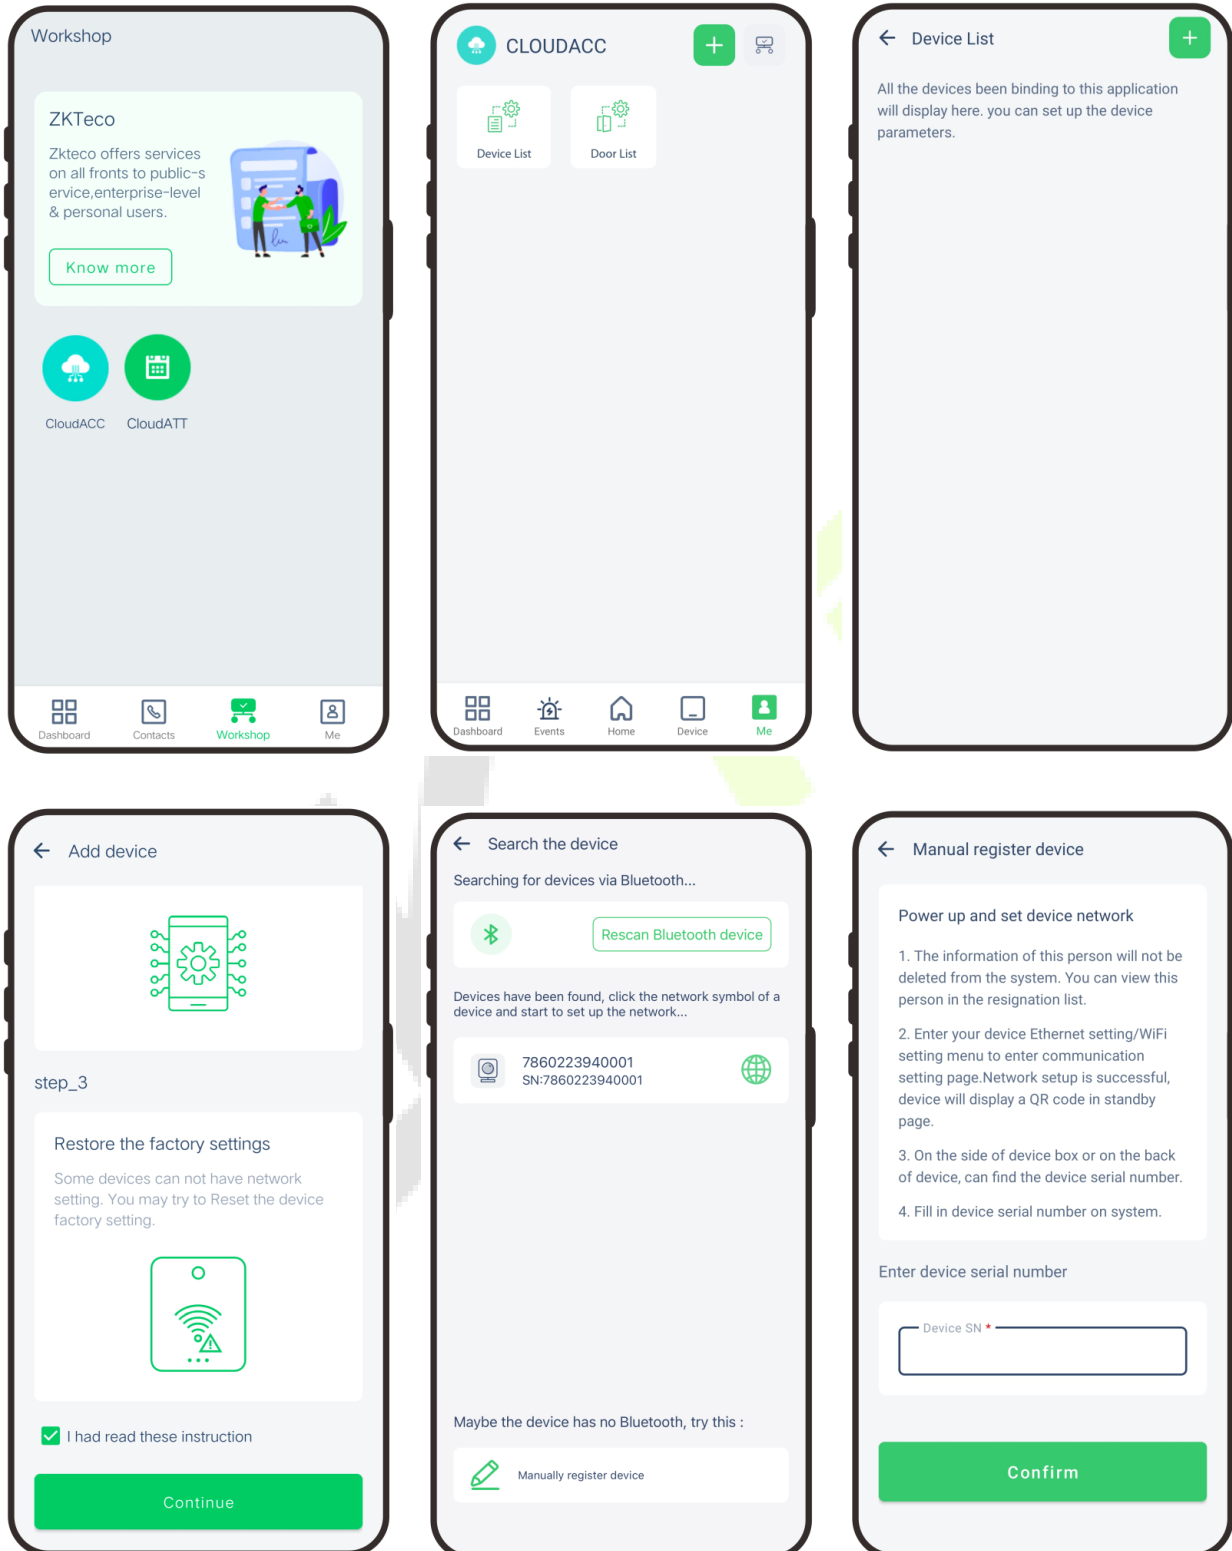 Workshop
ZKTeco
Zkteco offers services
on all fronts to public-s
ervice,enterprise-level
& personal users.
Know more
CloudACC
CloudATT
Dashboard
Contacts
Workshop
Me
CLOUDACC
Device List
Door List
Dashboard
Events
Home
Device
Me
Device List
All the devices been binding to this application
will display here. you can set up the device
parameters.
Add device
step_3
Restore the factory settings
Some devices can not have network
setting. You may try to Reset the device
factory setting.
I had read these instruction
Continue
Search the device
Searching for devices via Bluetooth...
Rescan Bluetooth device
Devices have been found, click the network symbol of a
device and start to set up the network...
7860223940001
SN:7860223940001
Maybe the device has no Bluetooth, try this :
Manually register device
Manual register device
Power up and set device network
1. The information of this person will not be
deleted from the system. You can view this
person in the resignation list.
2. Enter your device Ethernet setting/WiFi
setting menu to enter communication
setting page.Network setup is successful,
device will display a QR code in standby
page.
3. On the side of device box or on the back
of device, can find the device serial number.
4. Fill in device serial number on system.
Enter device serial number
Device SN *
Confirm